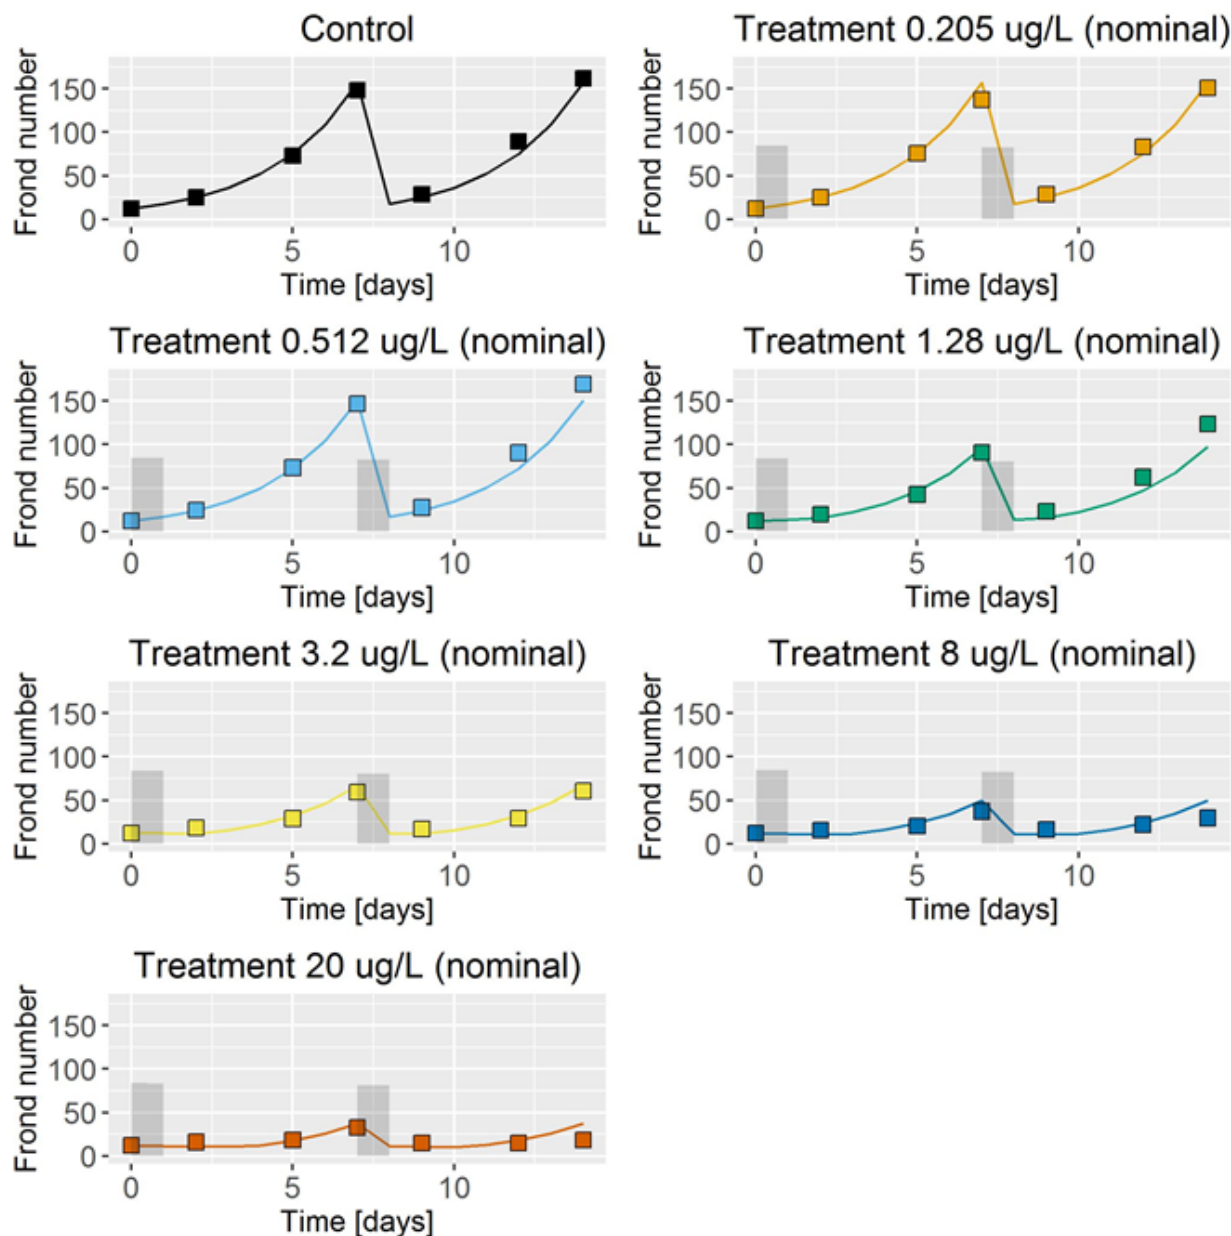 Control
Frond number
150
100
50
0
0 5 10
Time [days]
Treatment 0.205 ug/L (nominal)
Frond number
150
100
50
0
0 5 10
Time [days]
Treatment 0.512 ug/L (nominal)
Frond number
150
100
50
0
0 5 10
Time [days]
Treatment 1.28 ug/L (nominal)
Frond number
150
100
50
0
0 5 10
Time [days]
Treatment 3.2 ug/L (nominal)
Frond number
150
100
50
0
0 5 10
Time [days]
Treatment 8 ug/L (nominal)
Frond number
150
100
50
0
0 5 10
Time [days]
Treatment 20 ug/L (nominal)
Frond number
150
100
50
0
0 5 10
Time [days]